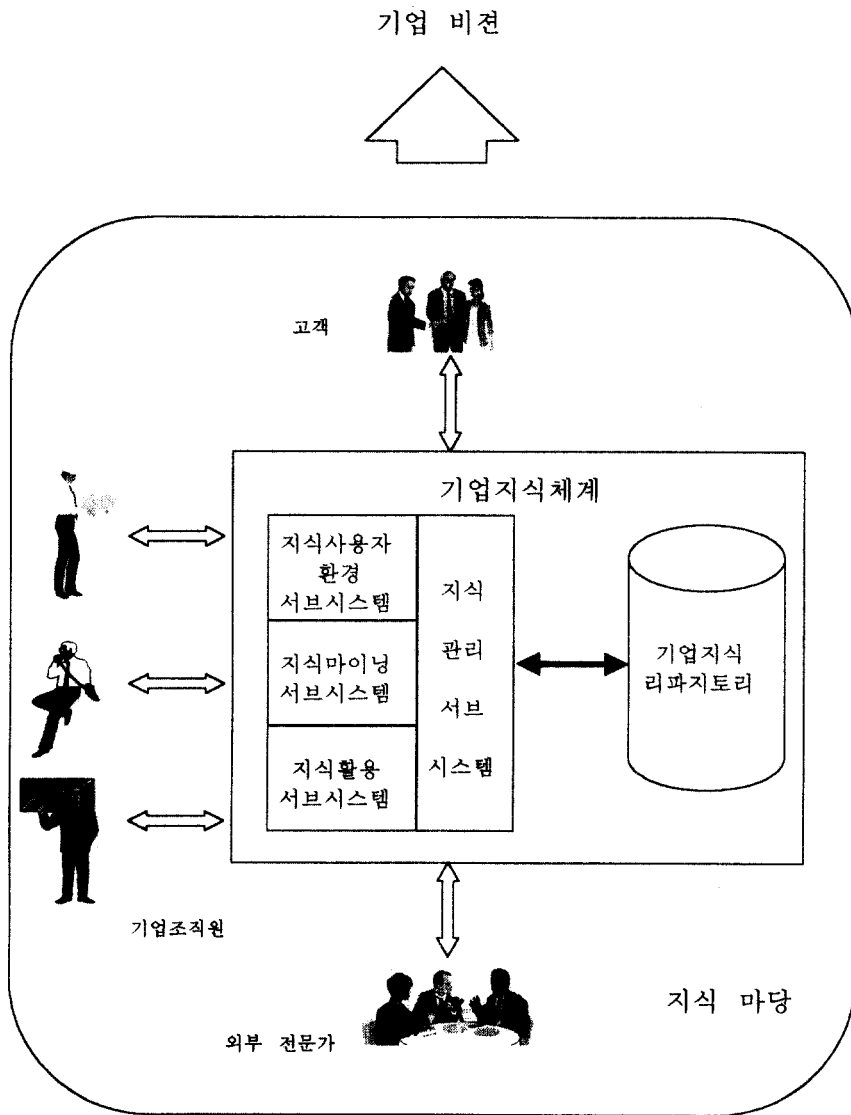 기업 비젼
고객
기업지식체계
지식사용자
환경
서브시스템
지식마이닝
서브시스템
지식활용
서브시스템
지식
관리
서브
시스템
기업지식
리파지토리
기업조직원
외부 전문가
지식 마당